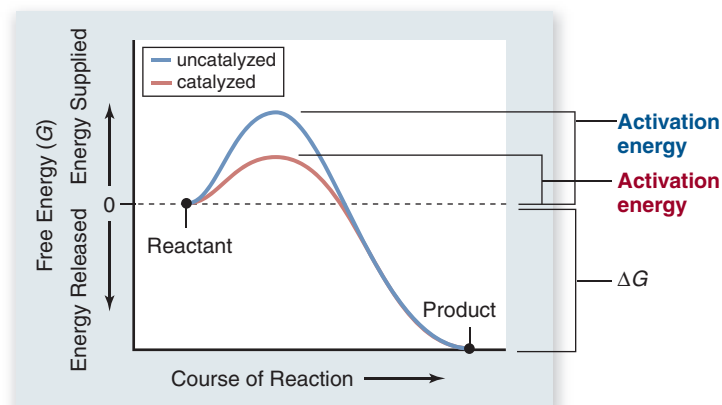 uncatalyzed
catalyzed
Free Energy (G)
Energy Supplied
Energy Released
0
Reactant
Product
Course of Reaction
Activation
energy
Activation
energy
ΔG